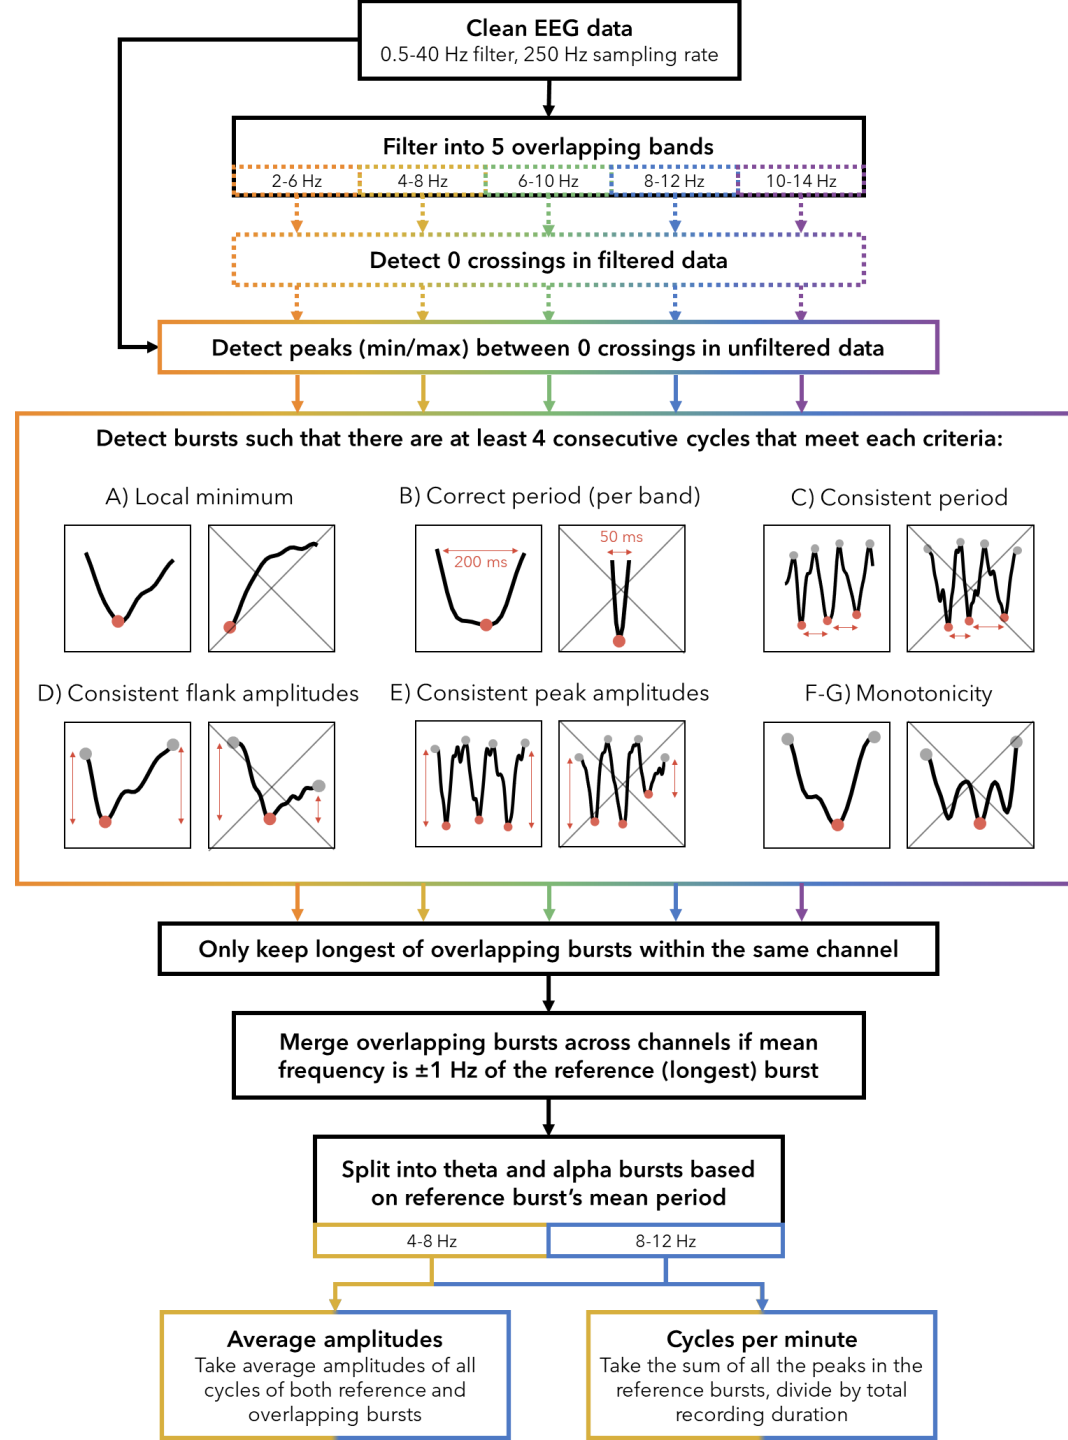 Clean EEG data
0.5-40 Hz filter, 250 Hz sampling rate
Filter into 5 overlapping bands
2-6 Hz
4-8 Hz
6-10 Hz
8-12 Hz
10-14 Hz
Detect 0 crossings in filtered data
Detect peaks (min/max) between 0 crossings in unfiltered data
Detect bursts such that there are at least 4 consecutive cycles that meet each criteria:
A) Local minimum
B) Correct period (per band)
200 ms
50 ms
C) Consistent period
D) Consistent flank amplitudes
E) Consistent peak amplitudes
F-G) Monotonicity
Only keep longest of overlapping bursts within the same channel
Merge overlapping bursts across channels if mean
frequency is ±1 Hz of the reference (longest) burst
Split into theta and alpha bursts based
on reference burst's mean period
4-8 Hz
8-12 Hz
Average amplitudes
Take average amplitudes of all
cycles of both reference and
overlapping bursts
Cycles per minute
Take the sum of all the peaks in the
reference bursts, divide by total
recording duration